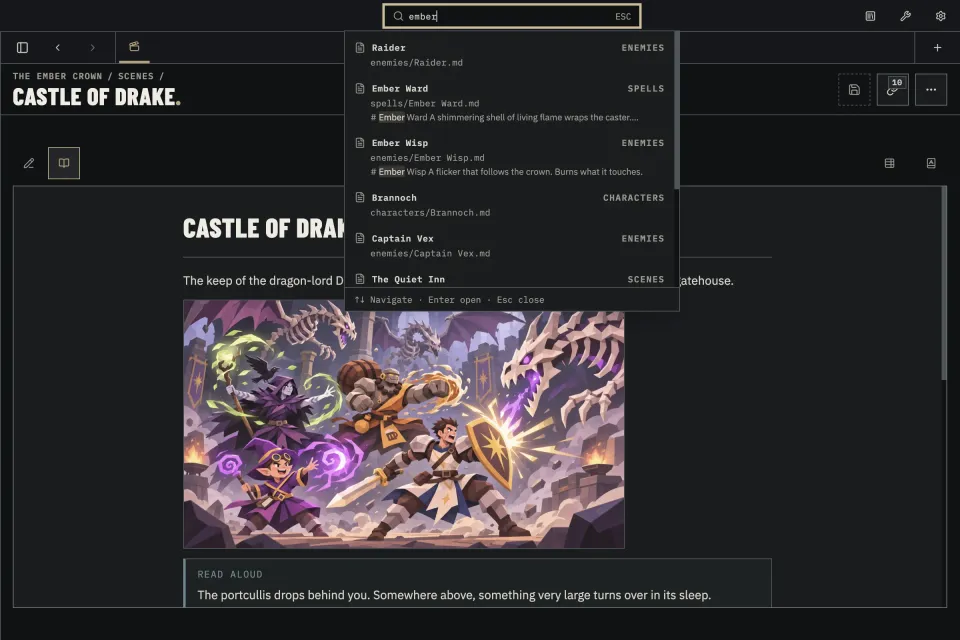 ember
ESC
Raider ENEMIES
enemies/Raider.md
Ember Ward SPELLS
spells/Ember Ward.md
# Ember Ward A shimmering shell of living flame wraps the caster....
Ember Wisp ENEMIES
enemies/Ember Wisp.md
# Ember Wisp A flicker that follows the crown. Burns what it touches.
Brannoch CHARACTERS
characters/Brannoch.md
Captain Vex ENEMIES
enemies/Captain Vex.md
The Quiet Inn SCENES
↑↓ Navigate · Enter open · Esc close
THE EMBER CROWN / SCENES /
CASTLE OF DRAKE.
10
CASTLE OF
The keep of the dragon-lord
READ ALOUD
The portcullis drops behind you. Somewhere above, something very large turns over in its sleep.